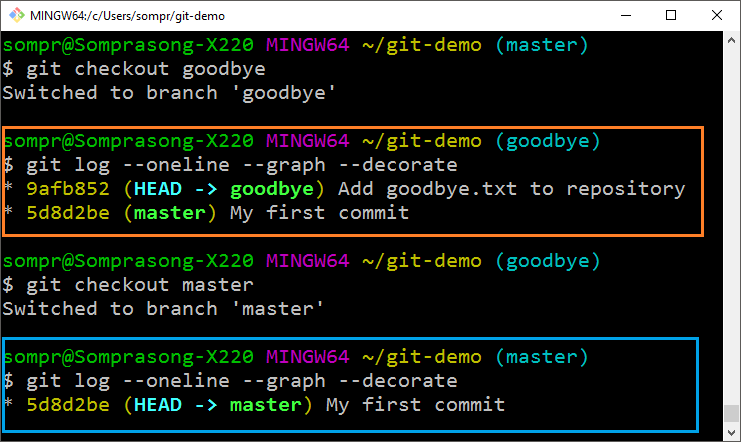 MINGW64:/c/Users/sompr/git-demo
sompr@Somprasong-X220 MINGW64 ~/git-demo (master)
$ git checkout goodbye
Switched to branch 'goodbye'
sompr@Somprasong-X220 MINGW64 ~/git-demo (goodbye)
$ git log --oneline --graph --decorate
* 9afb852 (HEAD -> goodbye) Add goodbye.txt to repository
* 5d8d2be (master) My first commit
sompr@Somprasong-X220 MINGW64 ~/git-demo (goodbye)
$ git checkout master
Switched to branch 'master'
sompr@Somprasong-X220 MINGW64 ~/git-demo (master)
$ git log --oneline --graph --decorate
* 5d8d2be (HEAD -> master) My first commit